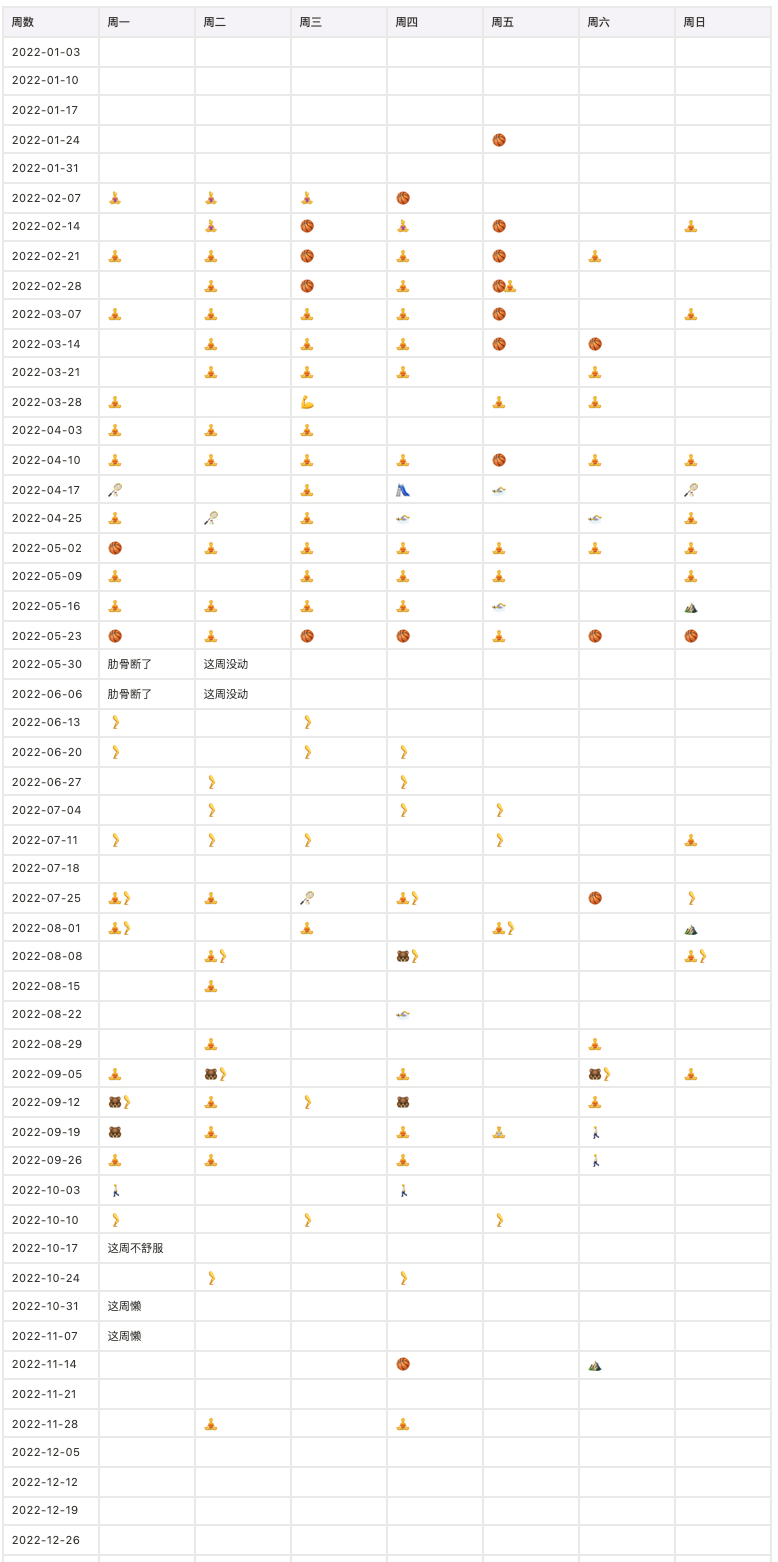 周数 周一 周二 周三 周四 周五 周六 周日
2022-01-03
2022-01-10
2022-01-17
2022-01-24 🏀
2022-01-31
2022-02-07 🧘‍♀️ 🧘‍♀️ 🧘‍♀️ 🏀
2022-02-14 🧘‍♀️ 🏀 🧘‍♀️ 🏀 🧘
2022-02-21 🧘 🧘 🏀 🧘 🏀 🧘
2022-02-28 🧘 🏀 🧘 🏀🧘
2022-03-07 🧘 🧘 🧘 🧘 🏀 🧘
2022-03-14 🧘 🧘 🧘 🏀 🏀
2022-03-21 🧘 🧘 🧘 🧘
2022-03-28 🧘 💪 🧘 🧘
2022-04-03 🧘 🧘 🧘
2022-04-10 🧘 🧘 🧘 🧘 🏀 🧘 🧘
2022-04-17 🏸 🧘 🛝 🏊 🏸
2022-04-25 🧘 🏸 🧘 🏊 🏊 🧘
2022-05-02 🏀 🧘 🧘 🧘 🧘 🧘 🧘
2022-05-09 🧘 🧘 🧘 🧘 🧘
2022-05-16 🧘 🧘 🧘 🧘 🏊 🏔
2022-05-23 🏀 🧘 🏀 🏀 🧘 🏀 🏀
2022-05-30 肋骨断了 这周没动
2022-06-06 肋骨断了 这周没动
2022-06-13 🦵 🦵
2022-06-20 🦵 🦵 🦵
2022-06-27 🦵 🦵
2022-07-04 🦵 🦵 🦵
2022-07-11 🦵 🦵 🦵 🦵 🧘
2022-07-18
2022-07-25 🧘🦵 🧘 🏸 🧘🦵 🏀 🦵
2022-08-01 🧘🦵 🧘 🧘🦵 🏔
2022-08-08 🧘🦵 🐻🦵 🧘🦵
2022-08-15 🧘
2022-08-22 🏊
2022-08-29 🧘 🧘
2022-09-05 🧘 🐻🦵 🧘 🐻🦵 🧘
2022-09-12 🐻🦵 🧘 🦵 🐻 🧘
2022-09-19 🐻 🧘 🧘 🧘‍♂️ 🚶
2022-09-26 🧘 🧘 🧘 🚶
2022-10-03 🚶 🚶
2022-10-10 🦵 🦵 🦵
2022-10-17 这周不舒服
2022-10-24 🦵 🦵
2022-10-31 这周懒
2022-11-07 这周懒
2022-11-14 🏀 🏔
2022-11-21
2022-11-28 🧘 🧘
2022-12-05
2022-12-12
2022-12-19
2022-12-26